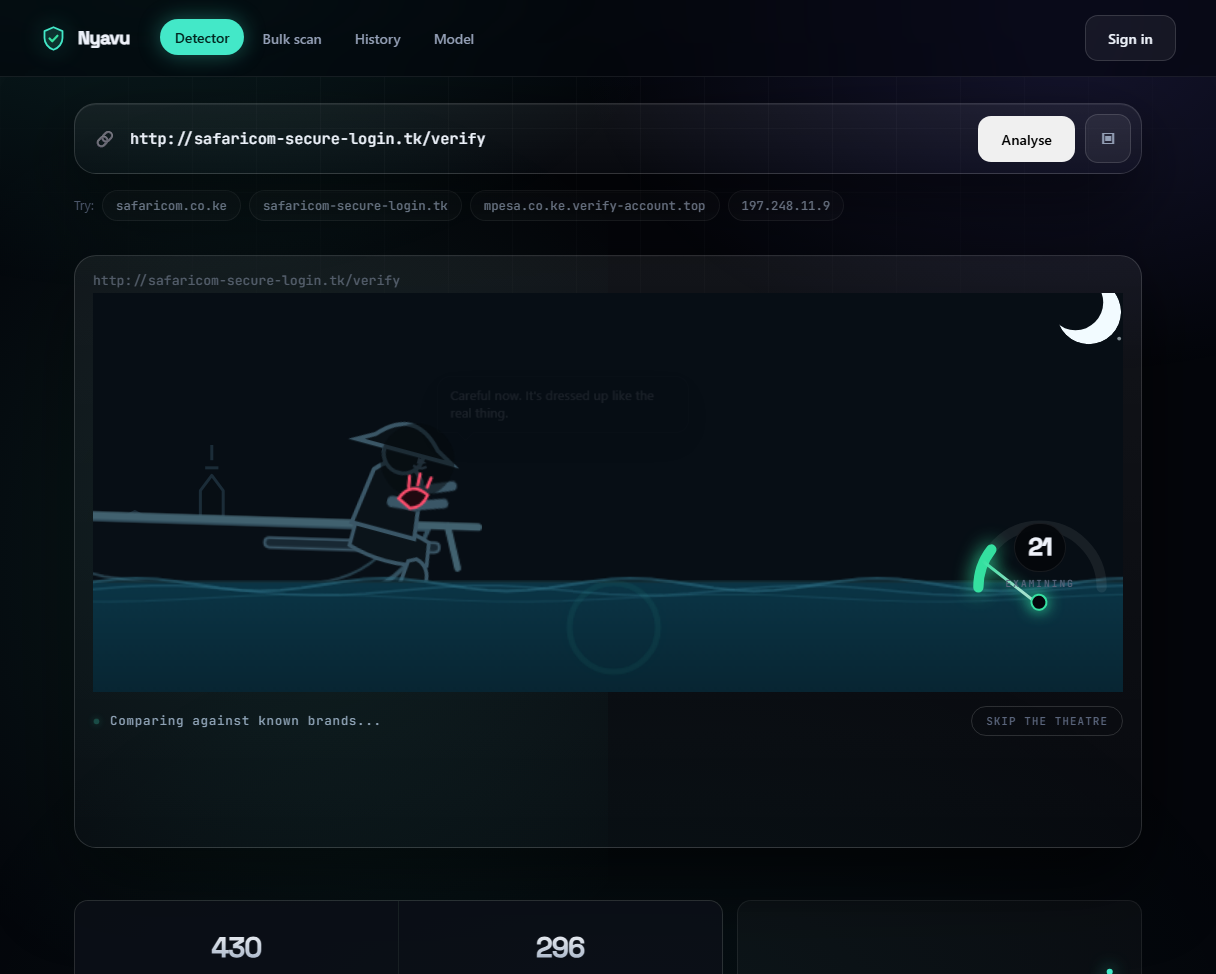 Nyavu
Detector
Bulk scan
History
Model
Sign in
http://safaricom-secure-login.tk/verify
Analyse
Try:
safaricom.co.ke
safaricom-secure-login.tk
mpesa.co.ke.verify-account.top
197.248.11.9
http://safaricom-secure-login.tk/verify
Careful now. It's dressed up like the
real thing.
21
EXAMINING
Comparing against known brands...
SKIP THE THEATRE
430
296